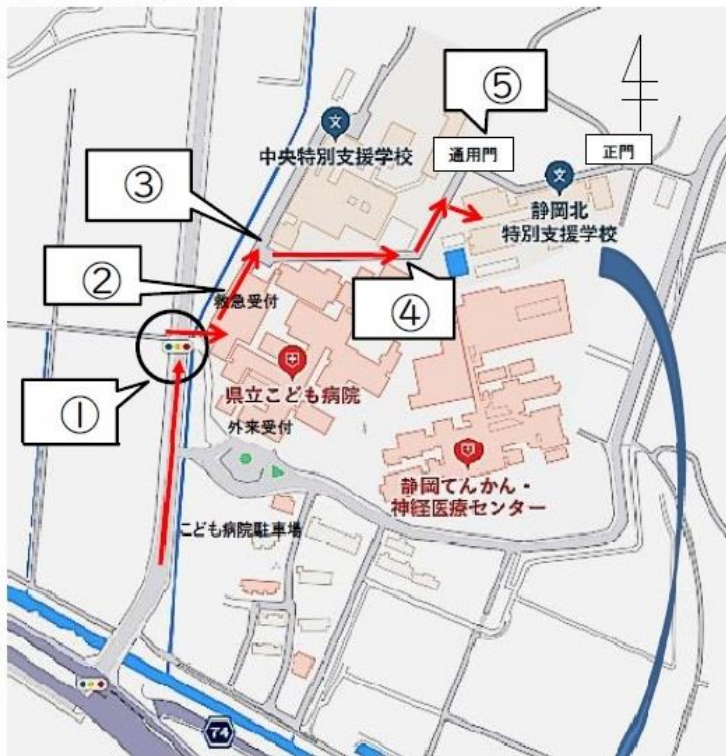 ⑤
文
中央特別支援学校
通用門
正門
文
③
静岡北
特別支援学校
②
救急受付
④
県立こども病院
①
外来受付
静岡てんかん・
神経医療センター
こども病院駐車場
74